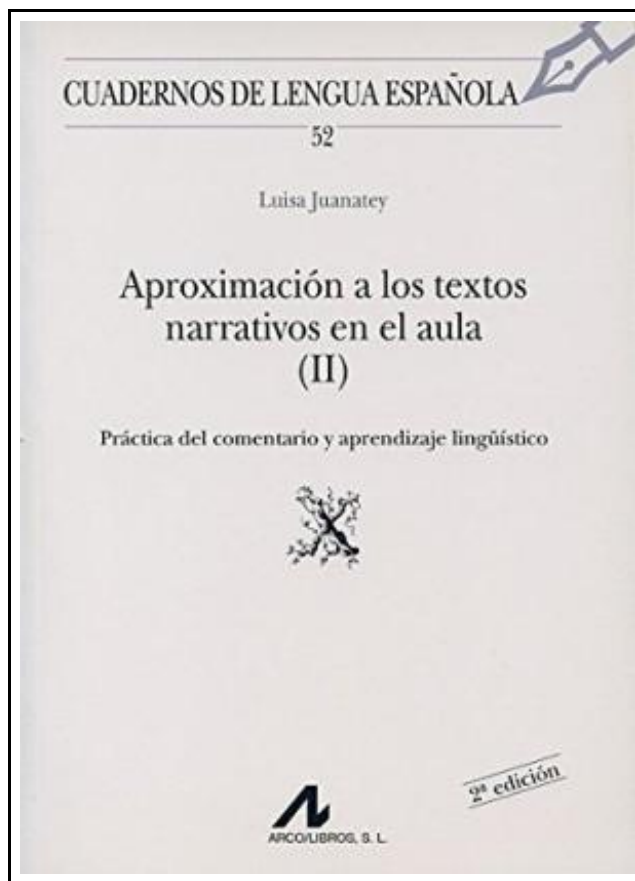 CUADERNOS DE LENGUA ESPAÑOLA
52
Luisa Juanatey
Aproximación a los textos
narrativos en el aula
(II)
Práctica del comentario y aprendizaje lingüístico
2ª edición
ARCO/LIBROS, S. L.